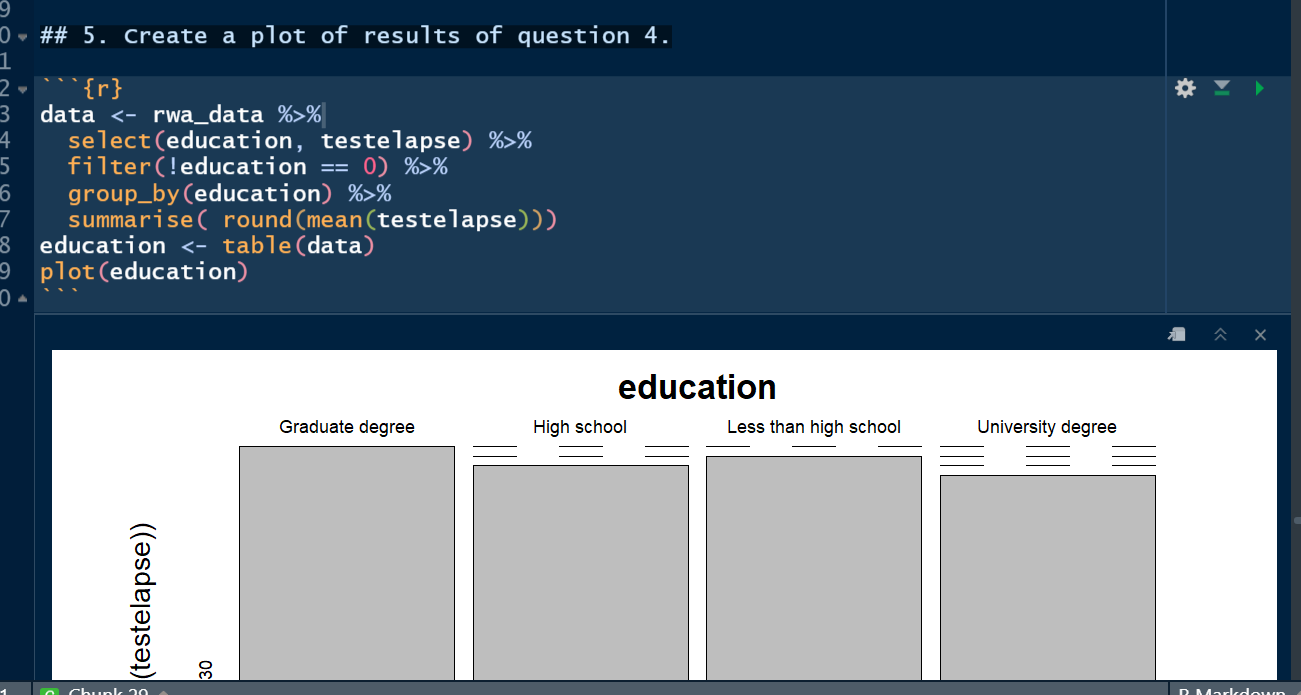 9
0 ## 5. Create a plot of results of question 4.
1
2 ```{r}
3 data <- rwa_data %>%
4 select(education, testelapse) %>%
5 filter(!education == 0) %>%
6 group_by(education) %>%
7 summarise( round(mean(testelapse)))
8 education <- table(data)
9 plot(education)
0 ```
education
Graduate degree High school Less than high school University degree
(testelapse))
30
1 C Chunk 29 R Markdown